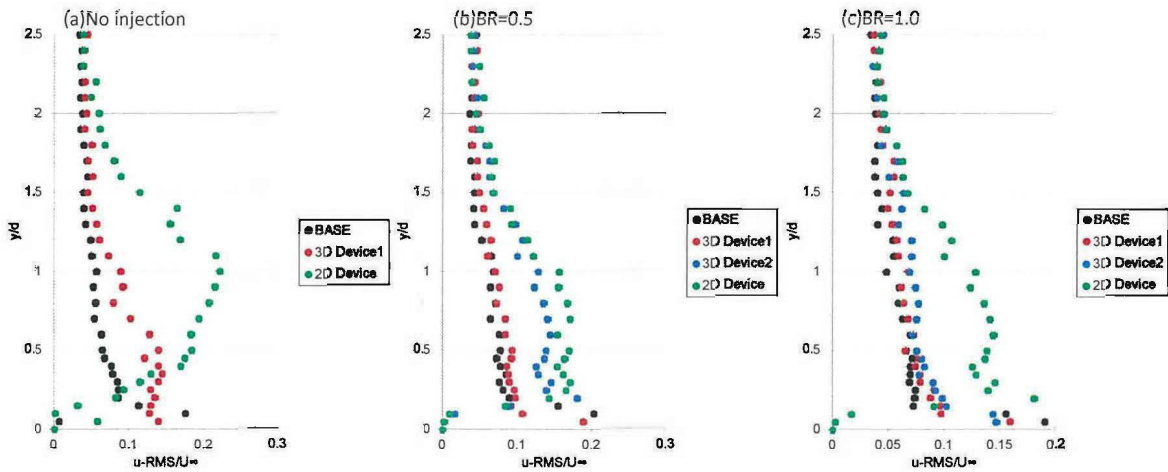 (a)No injection
2.5
2
1.5
1
0.5
0
y/d
0
0.1
0.2
0.3
u-RMS/U∞
BASE
3D Device1
2D Device
(b)BR=0.5
2.5
2
1.5
1
0.5
0
y/d
0
0.1
0.2
0.3
u-RMS/U∞
BASE
3D Device1
3D Device2
2D Device
(c)BR=1.0
2.5
2
1.5
1
0.5
0
y/d
0
0.05
0.1
0.15
0.2
u-RMS/U∞
BASE
3D Device1
3D Device2
2D Device